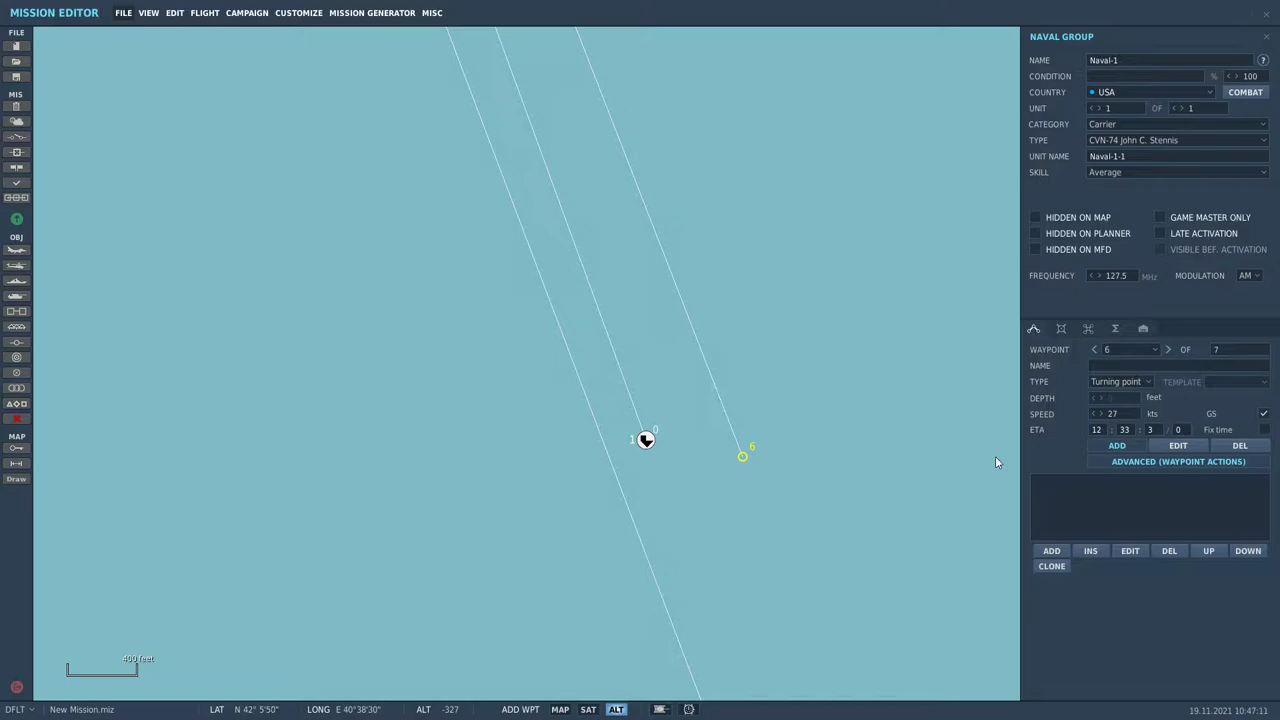 MISSION EDITOR FILE VIEW EDIT FLIGHT CAMPAIGN CUSTOMIZE MISSION GENERATOR MISC
FILE
MIS
OBJ
MAP
Draw
0
1
6
400 feet
NAVAL GROUP
NAME Naval-1 ?
CONDITION % < > 100
COUNTRY USA COMBAT
UNIT < > 1 OF < > 1
CATEGORY Carrier
TYPE CVN-74 John C. Stennis
UNIT NAME Naval-1-1
SKILL Average
HIDDEN ON MAP GAME MASTER ONLY
HIDDEN ON PLANNER LATE ACTIVATION
HIDDEN ON MFD VISIBLE BEF. ACTIVATION
FREQUENCY < > 127.5 MHz MODULATION AM
WAYPOINT < 6 > OF 7
NAME
TYPE Turning point TEMPLATE
DEPTH < > 0 feet
SPEED < > 27 kts GS
ETA 12 : 33 : 3 / 0 Fix time
ADD EDIT DEL
ADVANCED (WAYPOINT ACTIONS)
ADD INS EDIT DEL UP DOWN
CLONE
DFLT New Mission.miz LAT N 42° 5'50" LONG E 40°38'30" ALT -327 ADD WPT MAP SAT ALT 19.11.2021 10:47:11